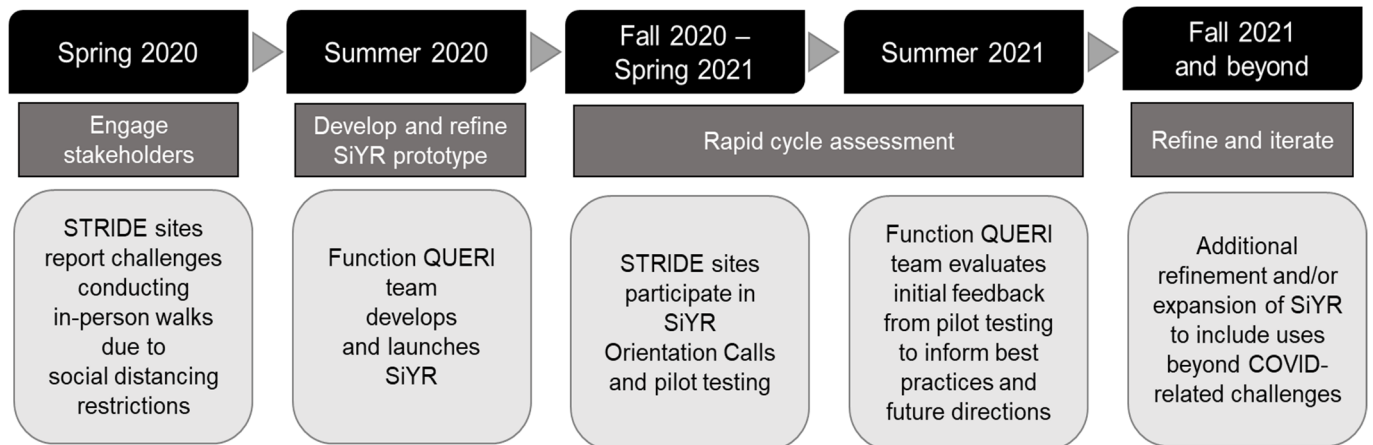 Spring 2020
Summer 2020
Fall 2020 –
Spring 2021
Summer 2021
Fall 2021
and beyond
Engage
stakeholders
Develop and refine
SiYR prototype
Rapid cycle assessment
Refine and iterate
STRIDE sites
report challenges
conducting
in-person walks
due to
social distancing
restrictions
Function QUERI
team
develops
and launches
SiYR
STRIDE sites
participate in
SiYR
Orientation Calls
and pilot testing
Function QUERI
team evaluates
initial feedback
from pilot testing
to inform best
practices and
future directions
Additional
refinement and/or
expansion of SiYR
to include uses
beyond COVID-
related challenges